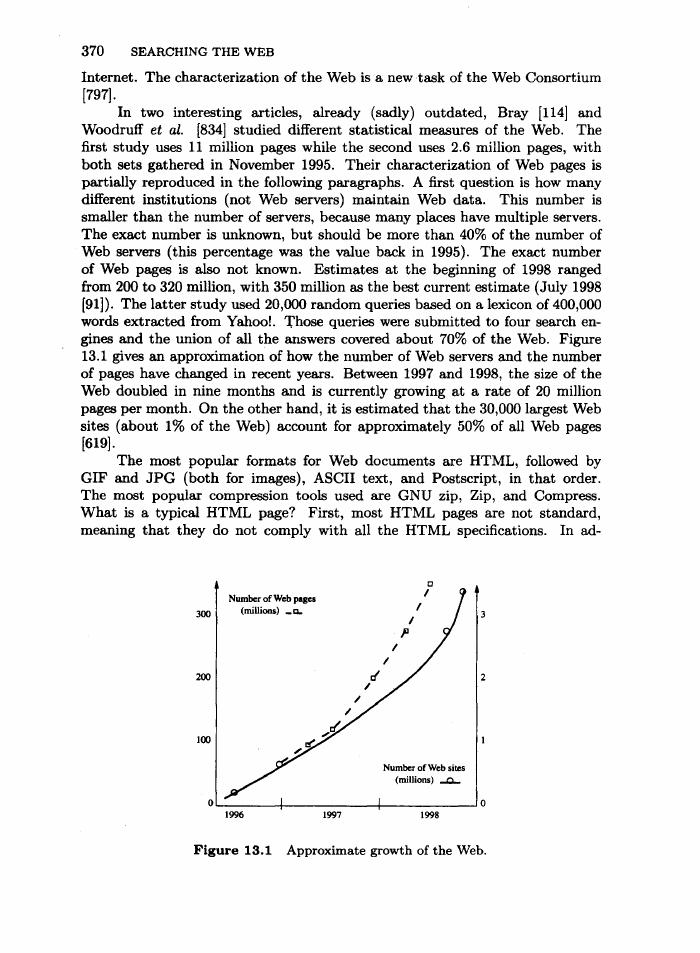 370 SEARCHING THE WEB
Internet. The characterization of the Web is a new task of the Web Consortium
[797].
In two interesting articles, already (sadly) outdated, Bray [114] and
Woodruff et al. [834] studied different statistical measures of the Web. The
first study uses 11 million pages while the second uses 2.6 million pages, with
both sets gathered in November 1995. Their characterization of Web pages is
partially reproduced in the following paragraphs. A first question is how many
different institutions (not Web servers) maintain Web data. This number is
smaller than the number of servers, because many places have multiple servers.
The exact number is unknown, but should be more than 40% of the number of
Web servers (this percentage was the value back in 1995). The exact number
of Web pages is also not known. Estimates at the beginning of 1998 ranged
from 200 to 320 million, with 350 million as the best current estimate (July 1998
[91]). The latter study used 20,000 random queries based on a lexicon of 400,000
words extracted from Yahoo!. Those queries were submitted to four search en-
gines and the union of all the answers covered about 70% of the Web. Figure
13.1 gives an approximation of how the number of Web servers and the number
of pages have changed in recent years. Between 1997 and 1998, the size of the
Web doubled in nine months and is currently growing at a rate of 20 million
pages per month. On the other hand, it is estimated that the 30,000 largest Web
sites (about 1% of the Web) account for approximately 50% of all Web pages
[619].
The most popular formats for Web documents are HTML, followed by
GIF and JPG (both for images), ASCII text, and Postscript, in that order.
The most popular compression tools used are GNU zip, Zip, and Compress.
What is a typical HTML page? First, most HTML pages are not standard,
meaning that they do not comply with all the HTML specifications. In ad-
Number of Web pages
(millions)
300
3
200
2
100
1
Number of Web sites
(millions)
0
0
1996 1997 1998
Figure 13.1 Approximate growth of the Web.